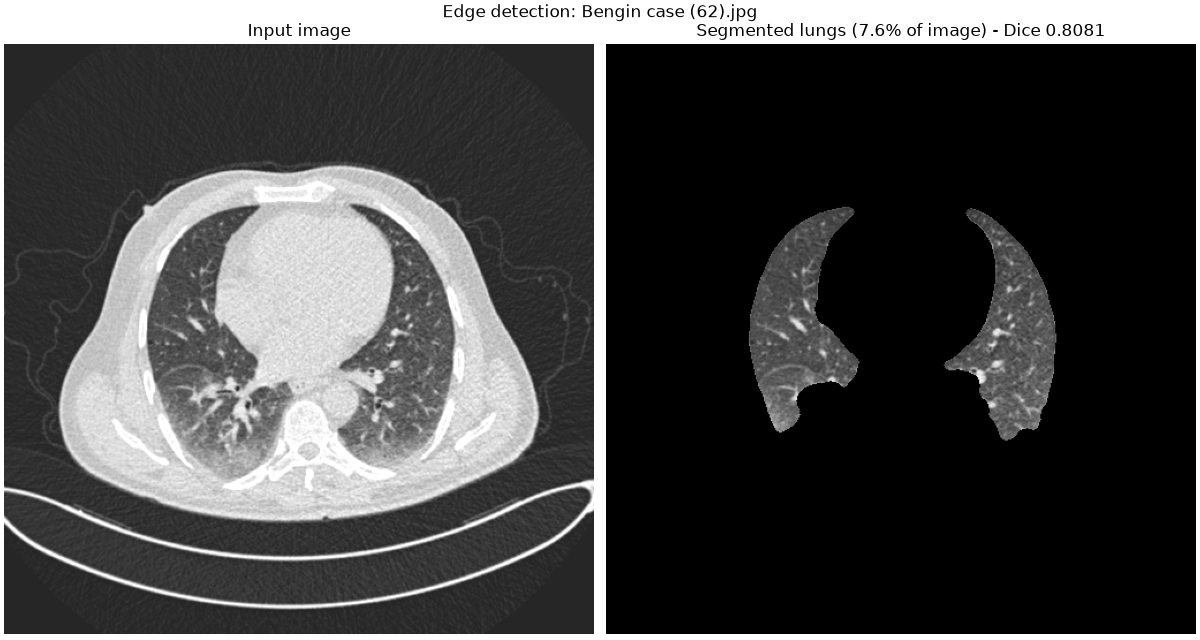 Edge detection: Bengin case (62).jpg
Input image
Segmented lungs (7.6% of image) - Dice 0.8081